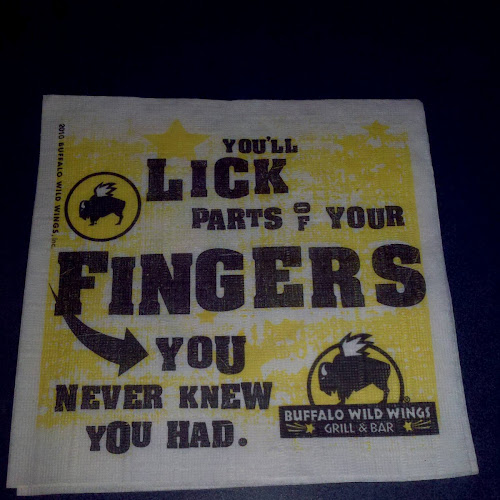 2010 BUFFALO WILD WINGS, Inc.
YOU'LL
LICK
PARTS OF YOUR
FINGERS
YOU
NEVER KNEW
YOU HAD.
BUFFALO WILD WINGS
GRILL & BAR